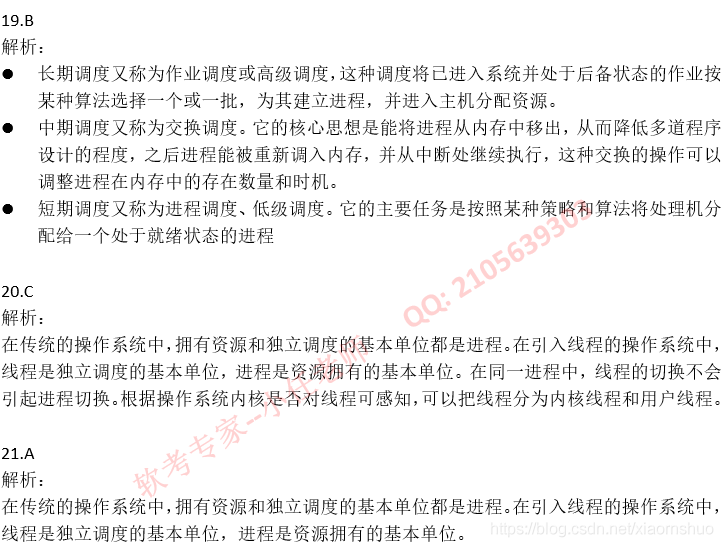 19.B
解析：
● 长期调度又称为作业调度或高级调度，这种调度将已进入系统并处于后备状态的作业按
某种算法选择一个或一批，为其建立进程，并进入主机分配资源。
● 中期调度又称为交换调度。它的核心思想是能将进程从内存中移出，从而降低多道程序
设计的程度，之后进程能被重新调入内存，并从中断处继续执行，这种交换的操作可以
调整进程在内存中的存在数量和时机。
● 短期调度又称为进程调度、低级调度。它的主要任务是按照某种策略和算法将处理机分
配给一个处于就绪状态的进程
20.C
解析：
在传统的操作系统中，拥有资源和独立调度的基本单位都是进程。在引入线程的操作系统中，
线程是独立调度的基本单位，进程是资源拥有的基本单位。在同一进程中，线程的切换不会
引起进程切换。根据操作系统内核是否对线程可感知，可以把线程分为内核线程和用户线程。
21.A
解析：
在传统的操作系统中，拥有资源和独立调度的基本单位都是进程。在引入线程的操作系统中，
线程是独立调度的基本单位，进程是资源拥有的基本单位。
软考专家--小任老师 QQ: 2105639303
https://blog.csdn.net/xiaomshuo